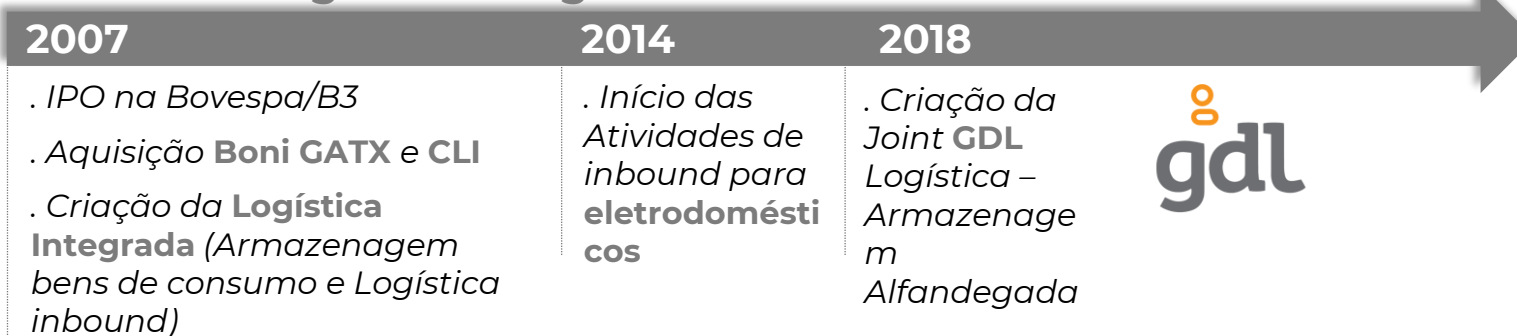 2007
. IPO na Bovespa/B3
. Aquisição Boni GATX e CLI
. Criação da Logística
Integrada (Armazenagem
bens de consumo e Logística
inbound)
2014
. Início das
Atividades de
inbound para
eletrodomésti
cos
2018
. Criação da
Joint GDL
Logística –
Armazenage
m
Alfandegada
gdl